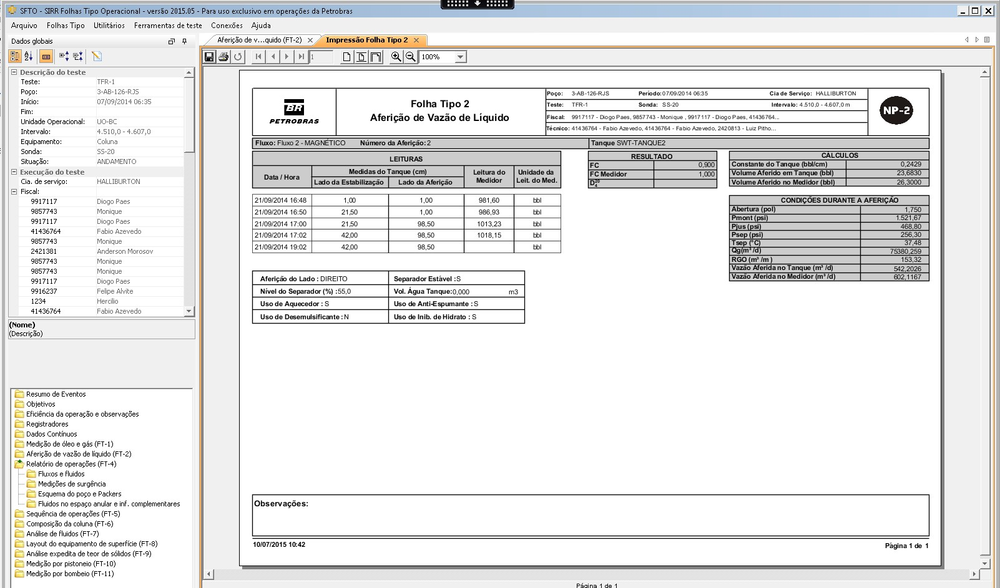 SFTO - SIRR Folhas Tipo Operacional - versão 2015.05 - Para uso exclusivo em operações da Petrobras
Arquivo Folhas Tipo Utilitários Ferramentas de teste Conexões Ajuda
Dados globais
Aferição de v...quido (FT-2) Impressão Folha Tipo 2
1 100%
Descrição do teste
Teste: TFR-1
Poço: 3-AB-126-RJS
Início: 07/09/2014 06:35
Fim:
Unidade Operacional: UO-BC
Intervalo: 4.510,0 - 4.607,0
Equipamento: Coluna
Sonda: SS-20
Situação: ANDAMENTO
Execução do teste
Cia. de serviço: HALLIBURTON
Fiscal:
9917117 Diogo Paes
9857743 Monique
9917117 Diogo Paes
41436764 Fabio Azevedo
9857743 Monique
2421381 Anderson Morosov
9857743 Monique
9857743 Monique
9917117 Diogo Paes
9916237 Felipe Alvite
1234 Hercilio
41436764 Fabio Azevedo
(Nome)
(Descrição)
Resumo de Eventos
Objetivos
Eficiência da operação e observações
Registradores
Dados Contínuos
Medição de óleo e gás (FT-1)
Aferição de vazão de líquido (FT-2)
Relatório de operações (FT-4)
Fluxos e fluidos
Medições de surgência
Esquema do poço e Packers
Fluidos no espaço anular e inf. complementares
Sequência de operações (FT-5)
Composição da coluna (FT-6)
Análise de fluidos (FT-7)
Layout do equipamento de superfície (FT-8)
Análise expedita de teor de sólidos (FT-9)
Medição por pistoneio (FT-10)
Medição por bombeio (FT-11)
BR
PETROBRAS
Folha Tipo 2
Aferição de Vazão de Líquido
Poço: 3-AB-126-RJS Período:07/09/2014 06:35 Cia de Serviço: HALLIBURTON
Teste: TFR-1 Sonda: SS-20 Intervalo: 4.510,0 - 4.607,0 m
Fiscal: 9917117 - Diogo Paes, 9857743 - Monique , 9917117 - Diogo Paes, 41436764...
Técnico: 41436764 - Fabio Azevedo, 41436764 - Fabio Azevedo, 2420813 - Luiz Pitho...
NP-2
Fluxo: Fluxo 2 - MAGNÉTICO Número da Aferição: 2 Tanque SWT-TANQUE2
LEITURAS
Data / Hora Medidas do Tanque (cm) Leitura do Medidor Unidade da Leit. do Med.
Lado da Estabilização Lado da Aferição
21/09/2014 16:48 1,00 1,00 981,60 bbl
21/09/2014 16:50 21,50 1,00 986,93 bbl
21/09/2014 17:00 21,50 98,50 1013,23 bbl
21/09/2014 17:02 42,00 98,50 1018,15 bbl
21/09/2014 19:02 42,00 98,50 bbl
RESULTADO
FC 0,900
FC Medidor 1,000
D20/4
CÁLCULOS
Constante do Tanque (bbl/cm) 0,2429
Volume Aferido em Tanque (bbl) 23,6830
Volume Aferido no Medidor (bbl) 26,3000
CONDIÇÕES DURANTE A AFERIÇÃO
Abertura (pol) 1,750
Pmont (psi) 1.521,67
Pjus (psi) 468,80
Psep (psi) 256,30
Tsep (°C) 37,48
Qg(m³ /d) 75380,259
RGO (m³ /m ) 153,32
Vazão Aferida no Tanque (m³ /d) 542,2026
Vazão Aferida no Medidor (m³ /d) 602,1167
Aferição do Lado : DIREITO Separador Estável : S
Nível do Separador (%) :55,0 Vol. Água Tanque:0,000 m3
Uso de Aquecedor : S Uso de Anti-Espumante : S
Uso de Desemulsificante : N Uso de Inib. de Hidrato : S
Observações:
10/07/2015 10:42 Página 1 de 1
Página 1 de 1